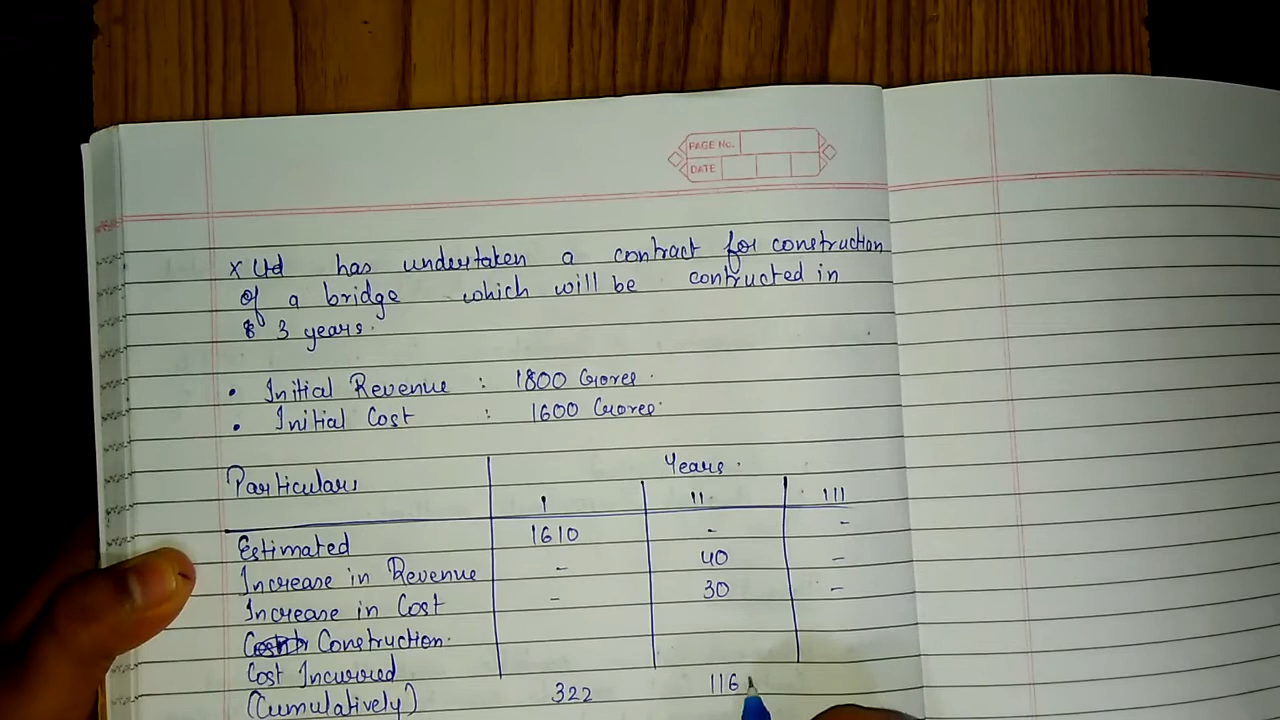 PAGE No.
DATE
X Ltd has undertaken a contract for construction
of a bridge which will be contructed in
3 years.
• Initial Revenue : 1800 Crores.
• Initial Cost : 1600 Crores.
Particulars Years.
I II III
Estimated 1610 - -
Increase in Revenue - 40 -
Increase in Cost - 30 -
Construction.
Cost Incurred
(Cumulatively) 322 116